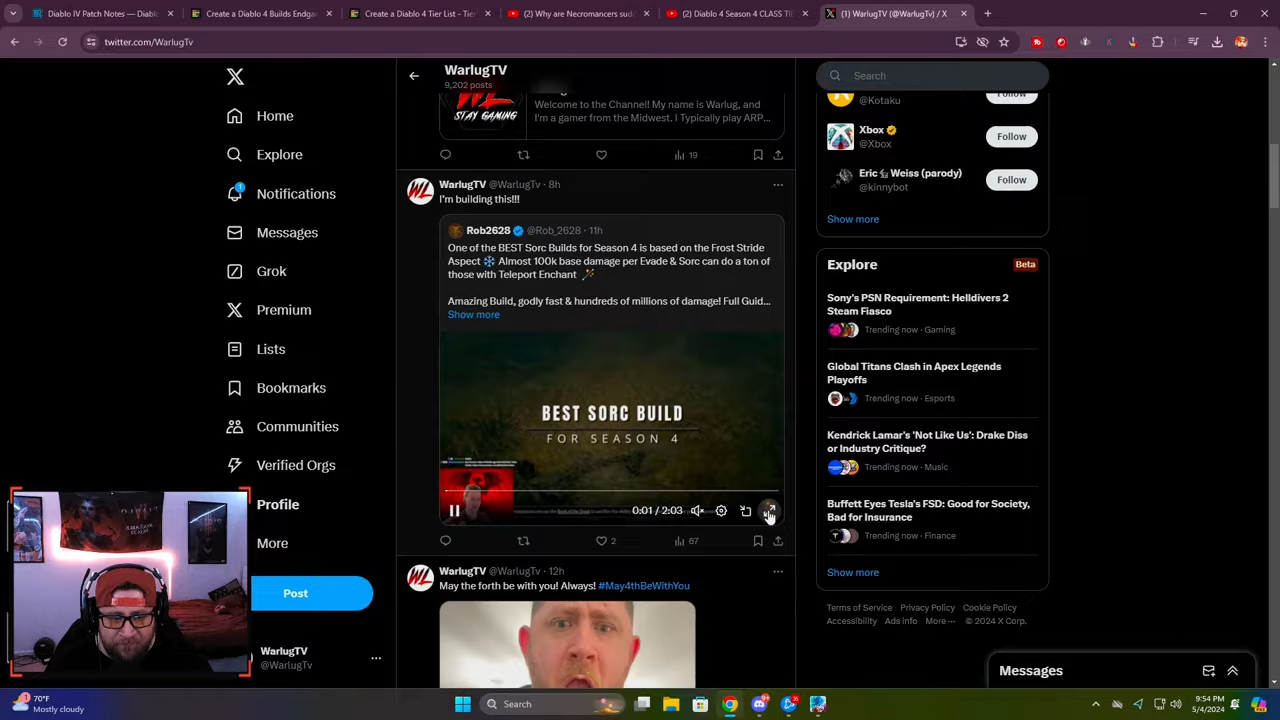 Diablo IV Patch Notes — Diablo
Create a Diablo 4 Builds Endga
Create a Diablo 4 Tier List - Tier
(2) Why are Necromancers sud
(2) Diablo 4 Season 4 CLASS TI
(1) WarlugTV (@WarlugTv) / X
twitter.com/WarlugTv
WarlugTV
9,202 posts
Search
Home
Explore
Notifications
1
Messages
Grok
Premium
Lists
Bookmarks
Communities
Verified Orgs
Profile
More
Post
WarlugTV
@WarlugTv
WL
STAY GAMING
Welcome to the Channel! My name is Warlug, and
I'm a gamer from the Midwest. I Typically play ARP...
19
WarlugTV @WarlugTv · 8h
I'm building this!!!
Rob2628 @Rob_2628 · 11h
One of the BEST Sorc Builds for Season 4 is based on the Frost Stride
Aspect ❄️ Almost 100k base damage per Evade & Sorc can do a ton of
those with Teleport Enchant
Amazing Build, godly fast & hundreds of millions of damage! Full Guid...
Show more
BEST SORC BUILD
FOR SEASON 4
0:01 / 2:03
2
67
WarlugTV @WarlugTv · 12h
May the forth be with you! Always! #May4thBeWithYou
@Kotaku
Follow
Xbox
@Xbox
Follow
Eric Weiss (parody)
@kinnybot
Follow
Show more
Explore
Beta
Sony's PSN Requirement: Helldivers 2
Steam Fiasco
Trending now · Gaming
Global Titans Clash in Apex Legends
Playoffs
Trending now · Esports
Kendrick Lamar's 'Not Like Us': Drake Diss
or Industry Critique?
Trending now · Music
Buffett Eyes Tesla's FSD: Good for Society,
Bad for Insurance
Trending now · Finance
Show more
Terms of Service Privacy Policy Cookie Policy
Accessibility Ads info More ··· © 2024 X Corp.
Messages
1
70°F
Mostly cloudy
Search
9:54 PM
5/4/2024